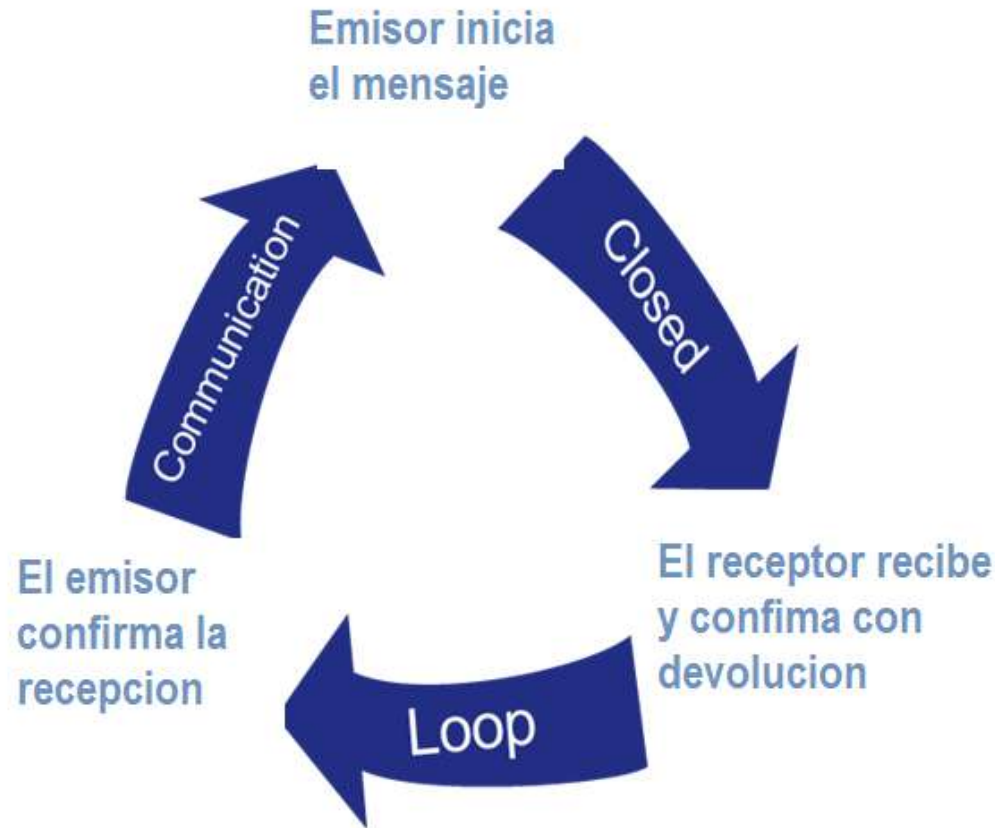 Emisor inicia
el mensaje
Closed
El receptor recibe
y confima con
devolucion
Loop
El emisor
confirma la
recepcion
Communication